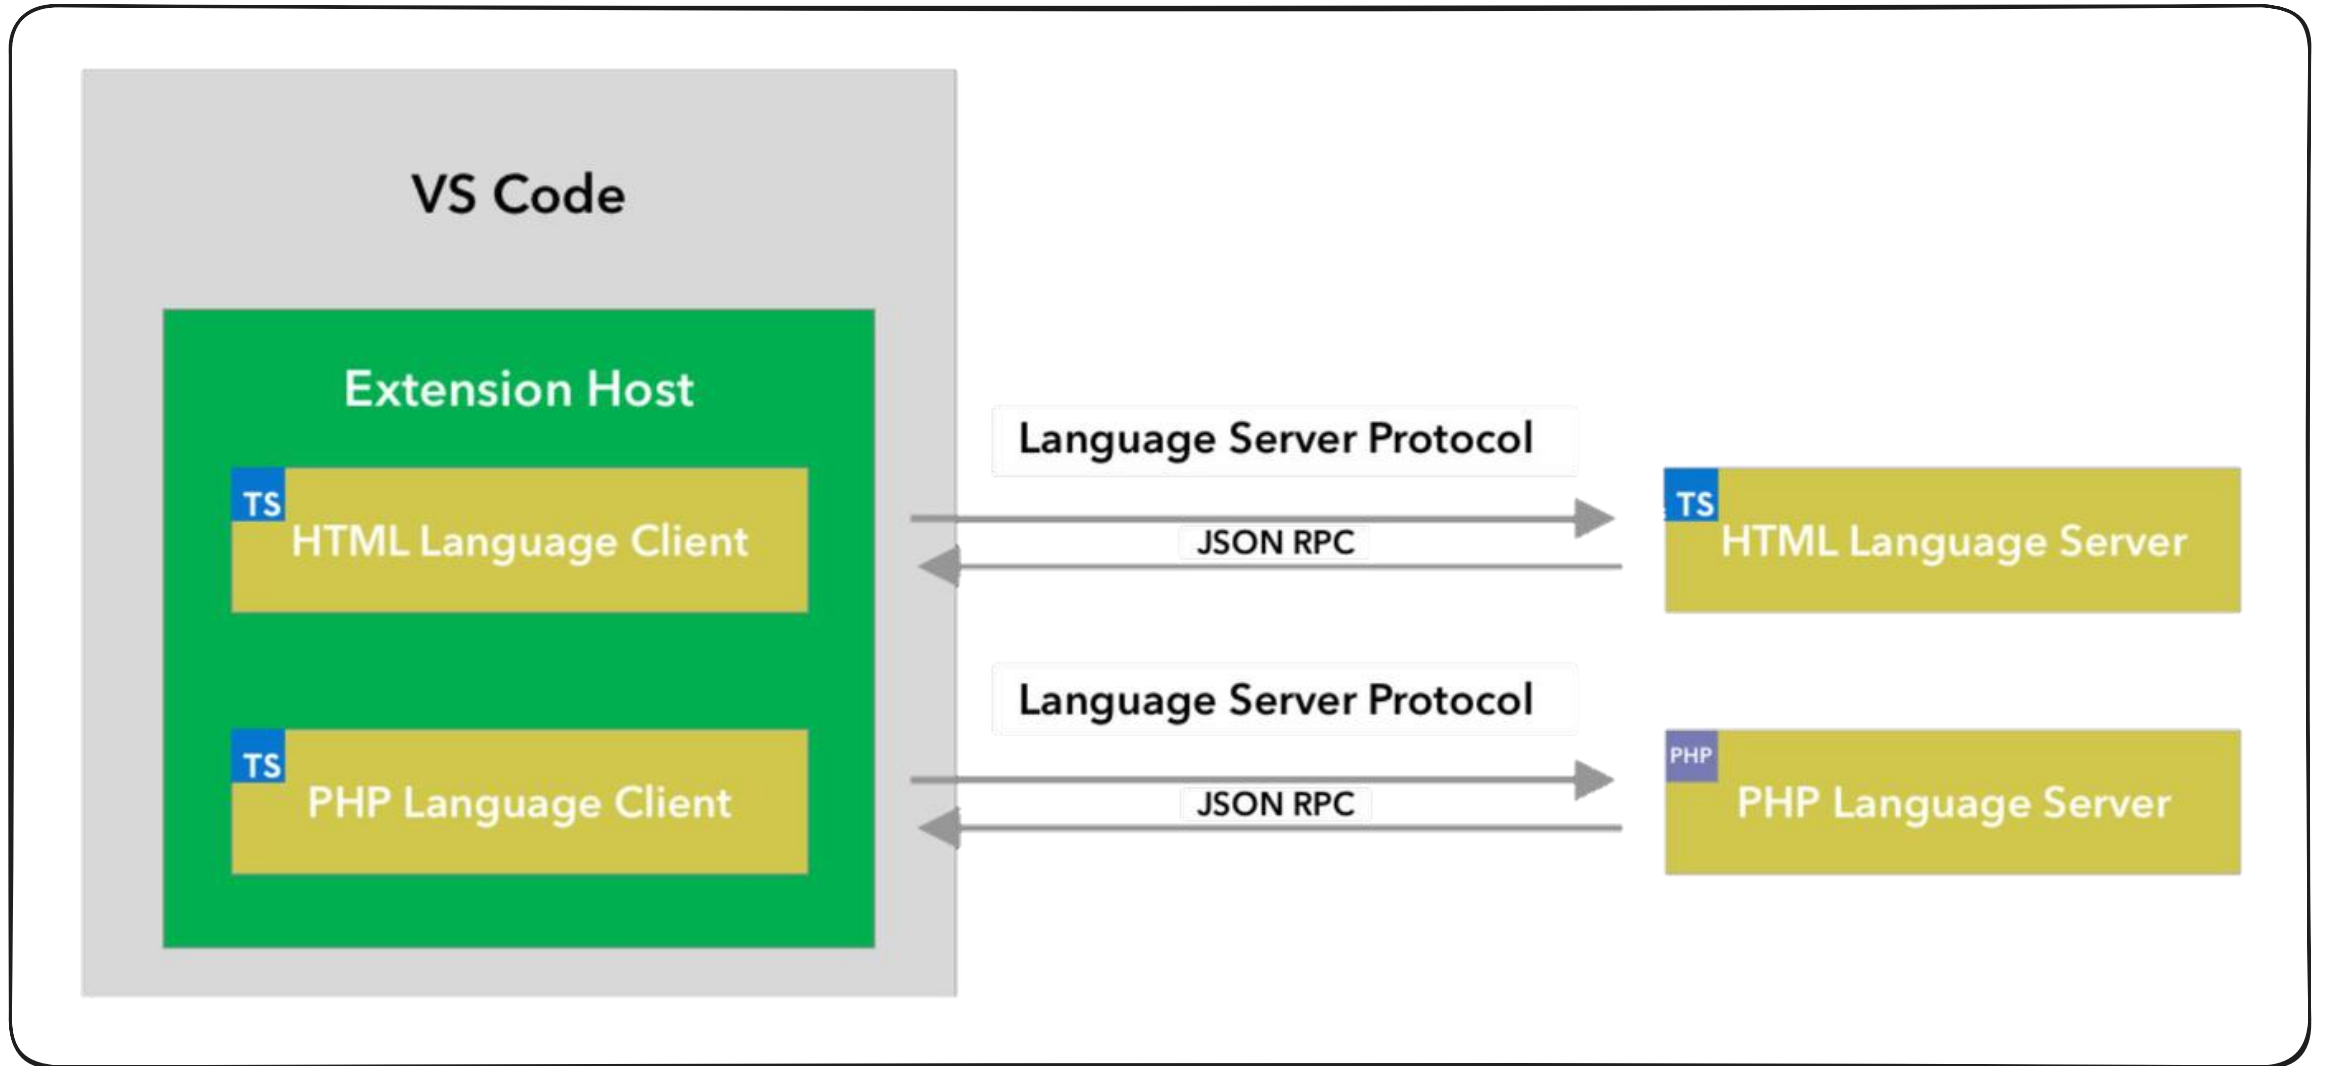 VS Code
Extension Host
TS
HTML Language Client
Language Server Protocol
JSON RPC
TS
HTML Language Server
TS
PHP Language Client
Language Server Protocol
JSON RPC
PHP
PHP Language Server